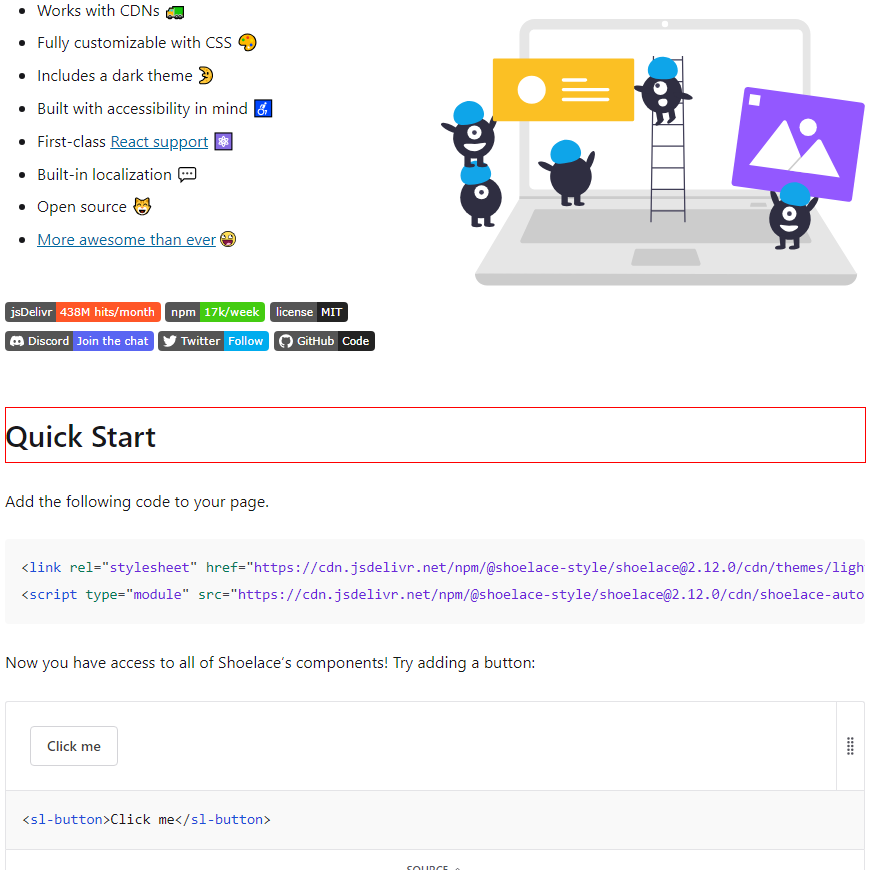 Works with CDNs
Fully customizable with CSS
Includes a dark theme
Built with accessibility in mind
First-class React support
Built-in localization
Open source
More awesome than ever
jsDelivr 438M hits/month npm 17k/week license MIT
Discord Join the chat Twitter Follow GitHub Code
Quick Start
Add the following code to your page.
<link rel="stylesheet" href="https://cdn.jsdelivr.net/npm/@shoelace-style/shoelace@2.12.0/cdn/themes/ligh
<script type="module" src="https://cdn.jsdelivr.net/npm/@shoelace-style/shoelace@2.12.0/cdn/shoelace-auto
Now you have access to all of Shoelace’s components! Try adding a button:
Click me
<sl-button>Click me</sl-button>
SOURCE